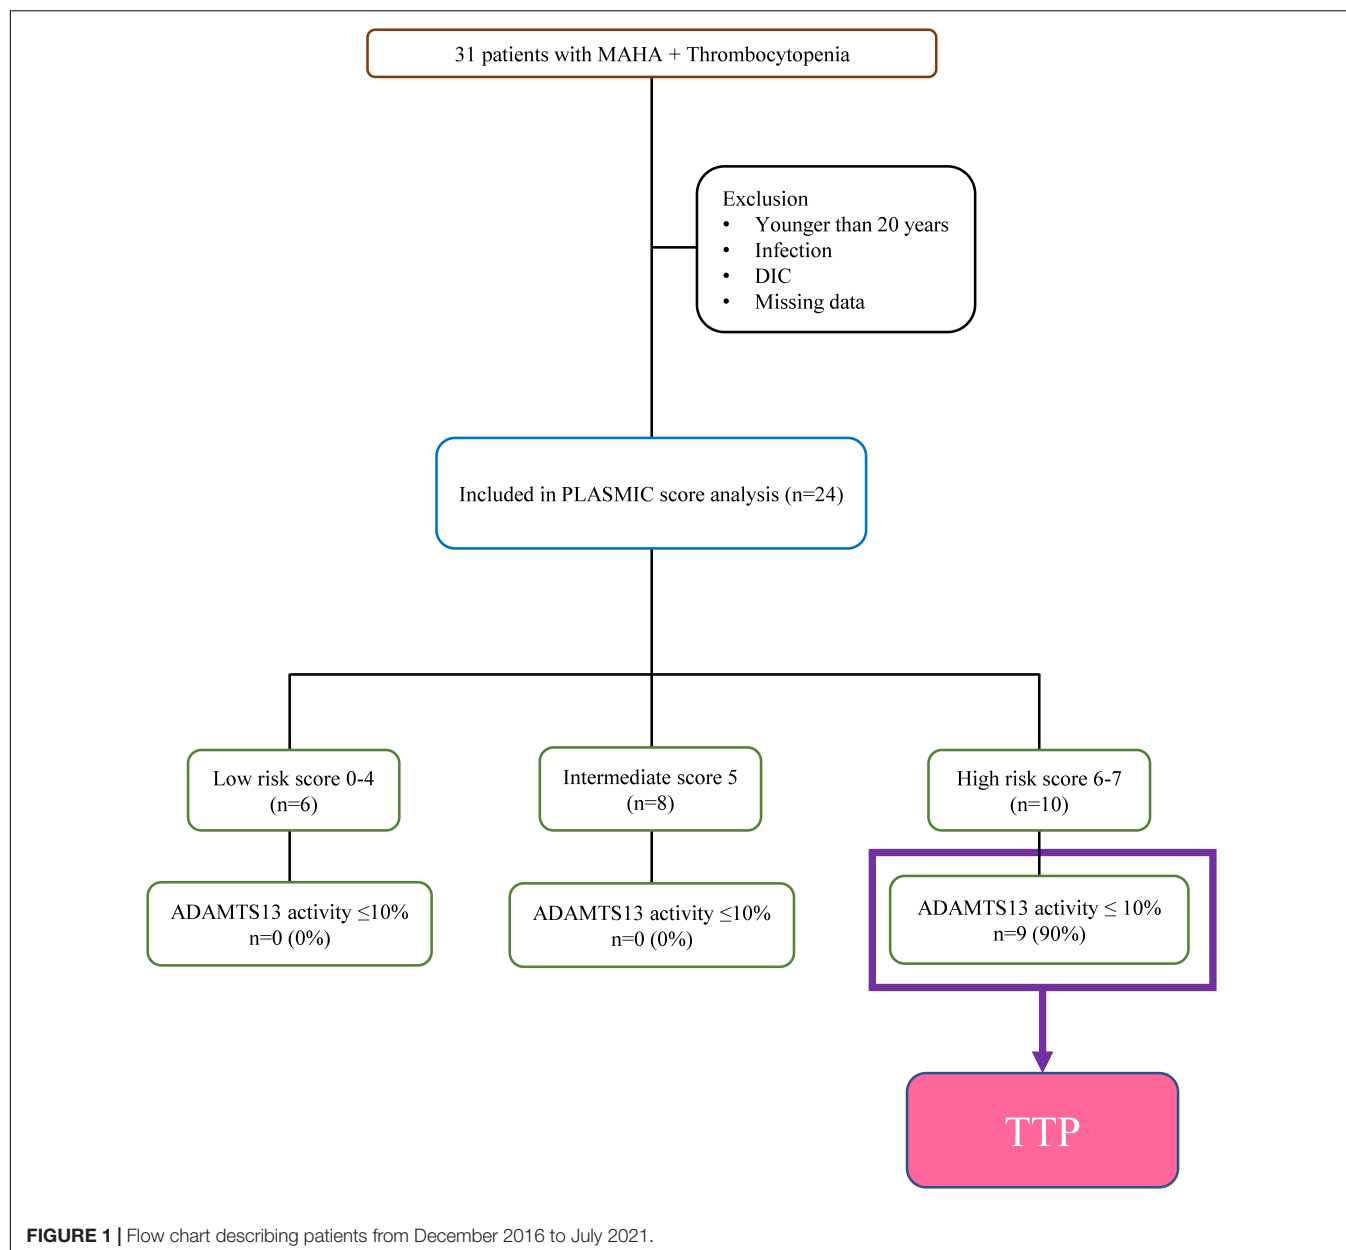 31 patients with MAHA + Thrombocytopenia
Exclusion
• Younger than 20 years
• Infection
• DIC
• Missing data
Included in PLASMIC score analysis (n=24)
Low risk score 0-4
(n=6)
Intermediate score 5
(n=8)
High risk score 6-7
(n=10)
ADAMTS13 activity ≤10%
n=0 (0%)
ADAMTS13 activity ≤10%
n=0 (0%)
ADAMTS13 activity ≤ 10%
n=9 (90%)
TTP
FIGURE 1 | Flow chart describing patients from December 2016 to July 2021.